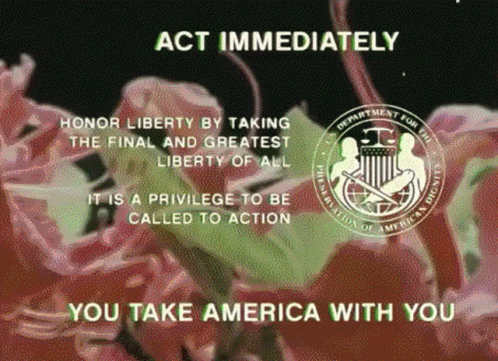 ACT IMMEDIATELY
HONOR LIBERTY BY TAKING
THE FINAL AND GREATEST
LIBERTY OF ALL
IT IS A PRIVILEGE TO BE
CALLED TO ACTION
U.S. DEPARTMENT FOR THE
PRESERVATION OF AMERICAN DIGNITY
YOU TAKE AMERICA WITH YOU